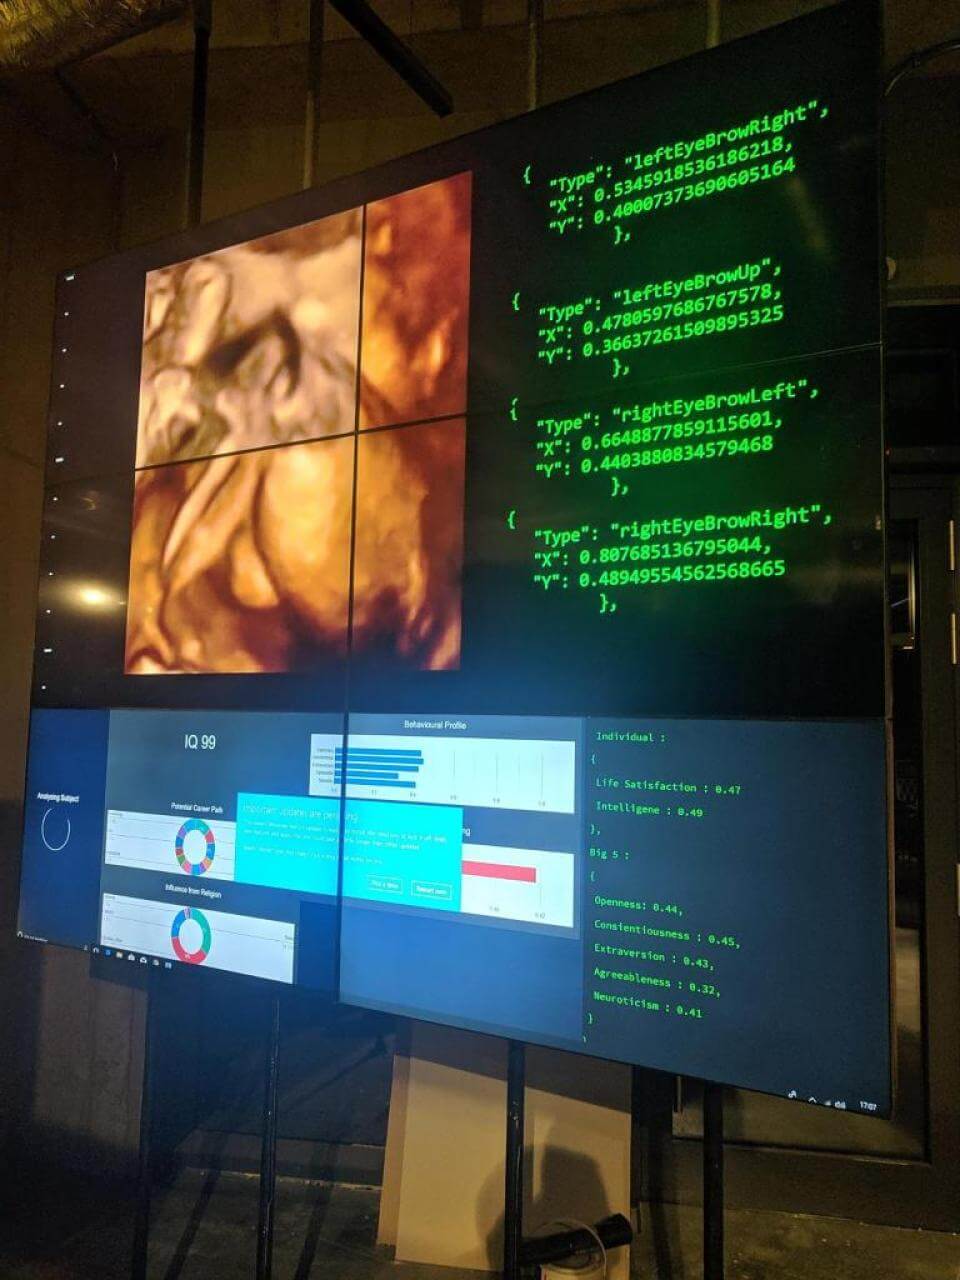 {
"Type": "leftEyeBrowRight",
"X": 0.5345918536186218,
"Y": 0.40007373690605164
},
{
"Type": "leftEyeBrowUp",
"X": 0.4780597686767578,
"Y": 0.36637261509895325
},
{
"Type": "rightEyeBrowLeft",
"X": 0.6648877859115601,
"Y": 0.4403880834579468
},
{
"Type": "rightEyeBrowRight",
"X": 0.807685136795044,
"Y": 0.48949554562568665
},
Analysing Subject
IQ 99
Potential Career Path
Influence from Religion
Behavioural Profile
Important updates are pending
Pick a time
Restart now
Individual :
{
Life Satisfaction : 0.47
Intelligene : 0.49
},
Big 5 :
{
Openness: 0.44,
Consientiousness : 0.45,
Extraversion : 0.43,
Agreeableness : 0.32,
Neuroticism : 0.41
}
17:07